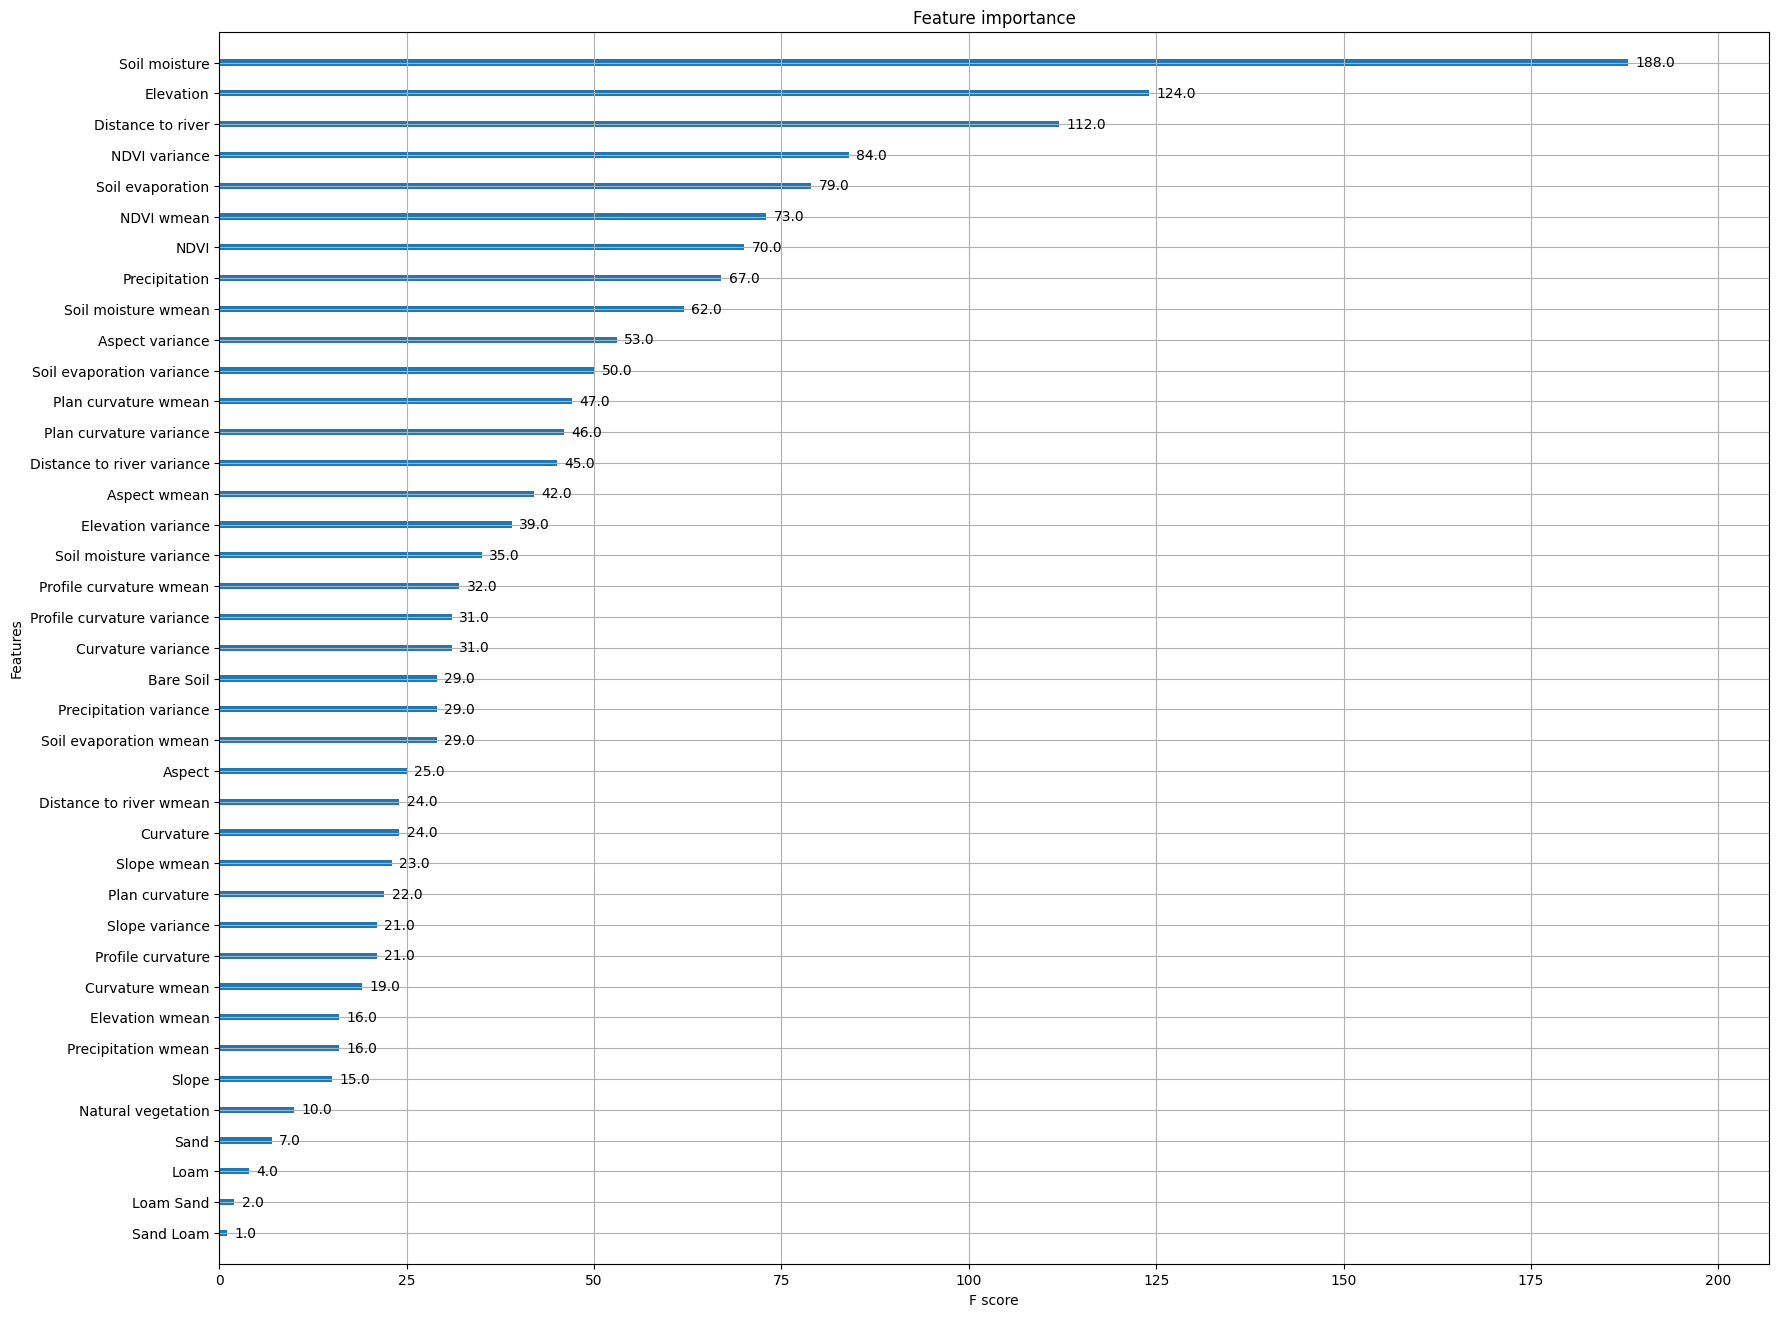 Feature importance
Soil moisture 188.0
Elevation 124.0
Distance to river 112.0
NDVI variance 84.0
Soil evaporation 79.0
NDVI wmean 73.0
NDVI 70.0
Precipitation 67.0
Soil moisture wmean 62.0
Aspect variance 53.0
Soil evaporation variance 50.0
Plan curvature wmean 47.0
Plan curvature variance 46.0
Distance to river variance 45.0
Aspect wmean 42.0
Elevation variance 39.0
Soil moisture variance 35.0
Profile curvature wmean 32.0
Profile curvature variance 31.0
Curvature variance 31.0
Bare Soil 29.0
Precipitation variance 29.0
Soil evaporation wmean 29.0
Aspect 25.0
Distance to river wmean 24.0
Curvature 24.0
Slope wmean 23.0
Plan curvature 22.0
Slope variance 21.0
Profile curvature 21.0
Curvature wmean 19.0
Elevation wmean 16.0
Precipitation wmean 16.0
Slope 15.0
Natural vegetation 10.0
Sand 7.0
Loam 4.0
Loam Sand 2.0
Sand Loam 1.0
Features
0 25 50 75 100 125 150 175 200
F score